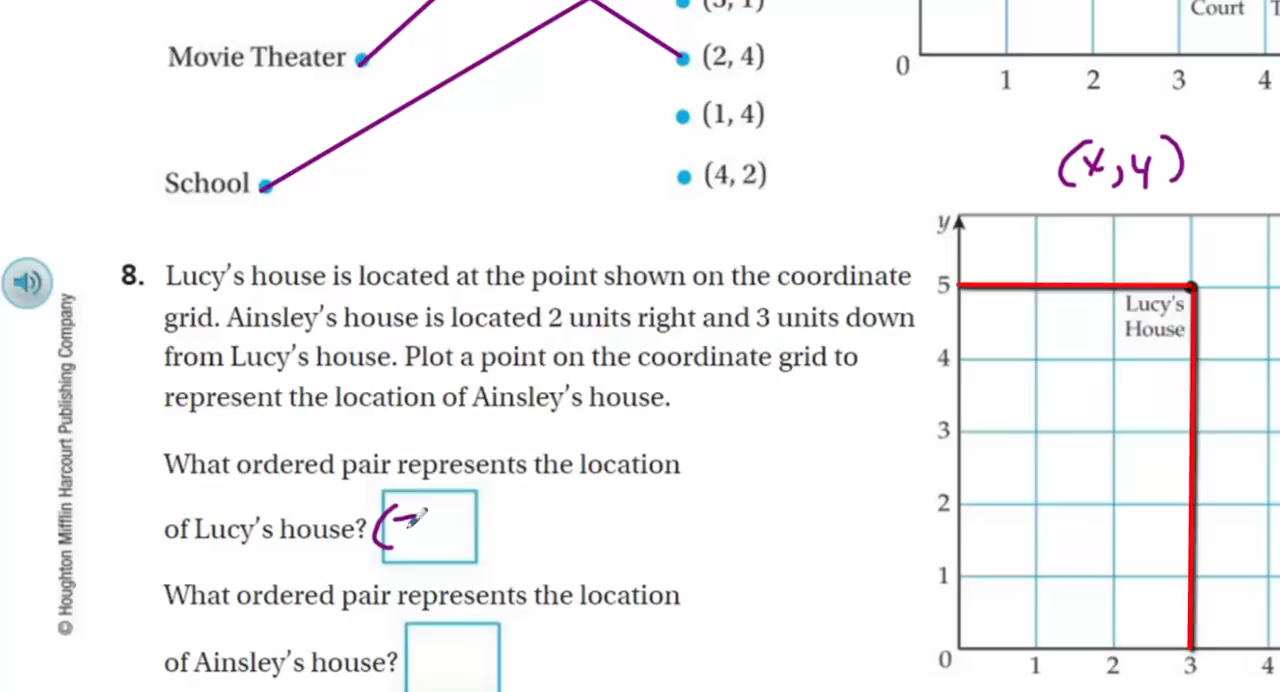 (3, 1)
Movie Theater
(2, 4)
(1, 4)
School
(4, 2)
Court
T
0
1 2 3 4
(x, y)
© Houghton Mifflin Harcourt Publishing Company
8. Lucy's house is located at the point shown on the coordinate
grid. Ainsley's house is located 2 units right and 3 units down
from Lucy's house. Plot a point on the coordinate grid to
represent the location of Ainsley's house.
What ordered pair represents the location
of Lucy's house? (
What ordered pair represents the location
of Ainsley's house?
y
5
Lucy's
House
4
3
2
1
0
1 2 3 4